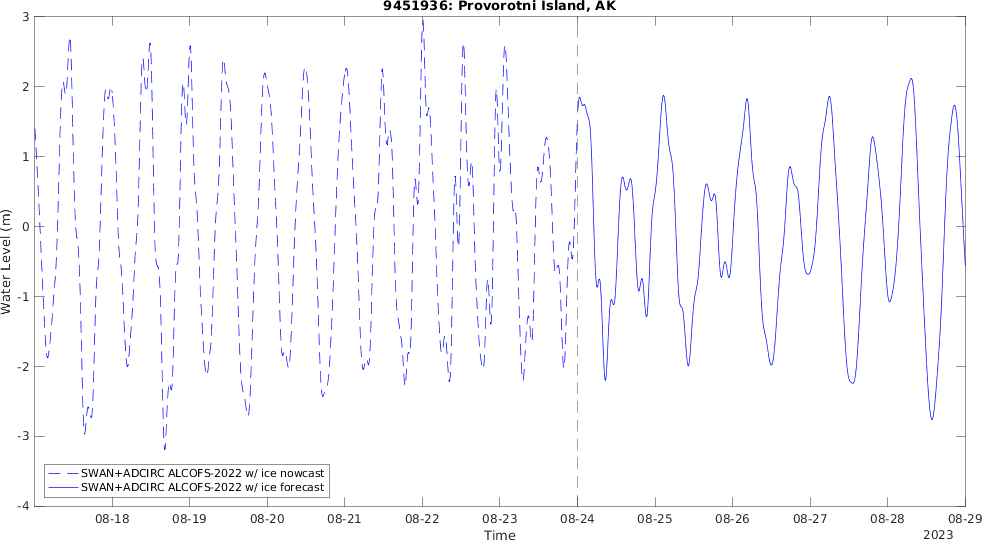 9451936: Provorotni Island, AK
3
2
1
0
-1
-2
-3
-4
Water Level (m)
SWAN+ADCIRC ALCOFS-2022 w/ ice nowcast
SWAN+ADCIRC ALCOFS-2022 w/ ice forecast
08-18 08-19 08-20 08-21 08-22 08-23 08-24 08-25 08-26 08-27 08-28 08-29
Time
2023